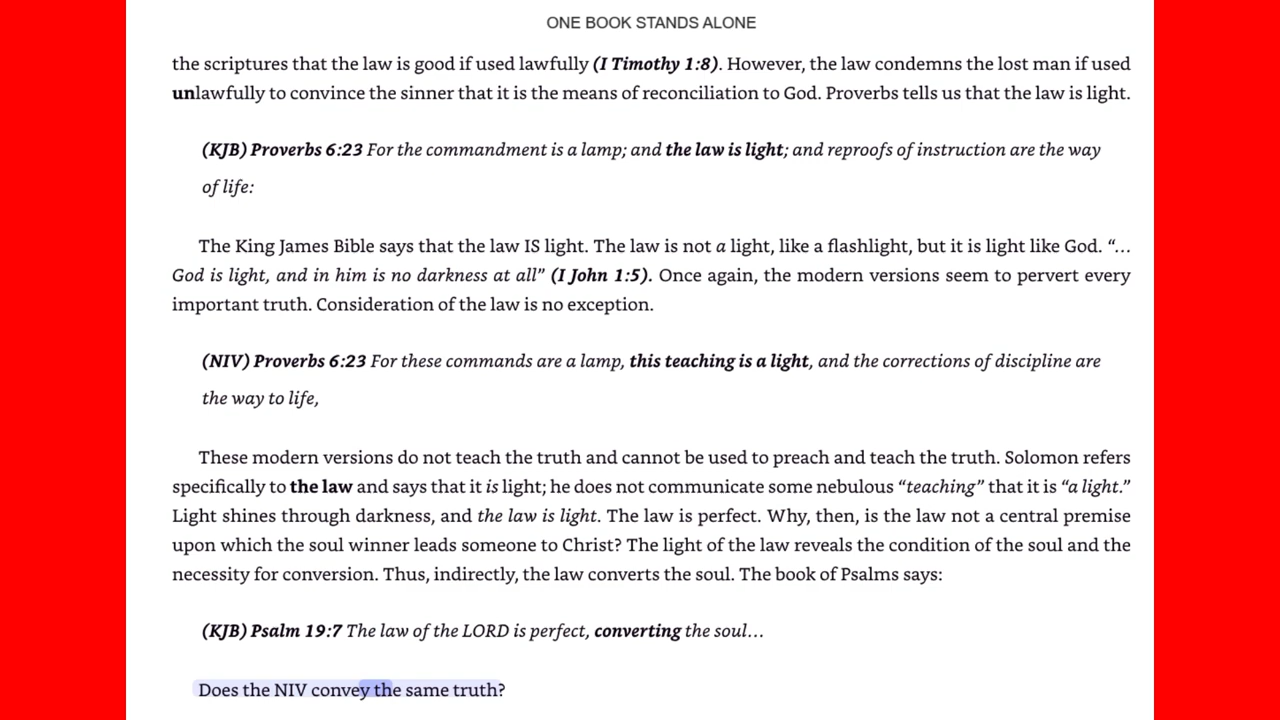 ONE BOOK STANDS ALONE
the scriptures that the law is good if used lawfully (I Timothy 1:8). However, the law condemns the lost man if used
unlawfully to convince the sinner that it is the means of reconciliation to God. Proverbs tells us that the law is light.
(KJB) Proverbs 6:23 For the commandment is a lamp; and the law is light; and reproofs of instruction are the way
of life:
The King James Bible says that the law IS light. The law is not a light, like a flashlight, but it is light like God. “…
God is light, and in him is no darkness at all” (I John 1:5). Once again, the modern versions seem to pervert every
important truth. Consideration of the law is no exception.
(NIV) Proverbs 6:23 For these commands are a lamp, this teaching is a light, and the corrections of discipline are
the way to life,
These modern versions do not teach the truth and cannot be used to preach and teach the truth. Solomon refers
specifically to the law and says that it is light; he does not communicate some nebulous “teaching” that it is “a light.”
Light shines through darkness, and the law is light. The law is perfect. Why, then, is the law not a central premise
upon which the soul winner leads someone to Christ? The light of the law reveals the condition of the soul and the
necessity for conversion. Thus, indirectly, the law converts the soul. The book of Psalms says:
(KJB) Psalm 19:7 The law of the LORD is perfect, converting the soul…
Does the NIV convey the same truth?